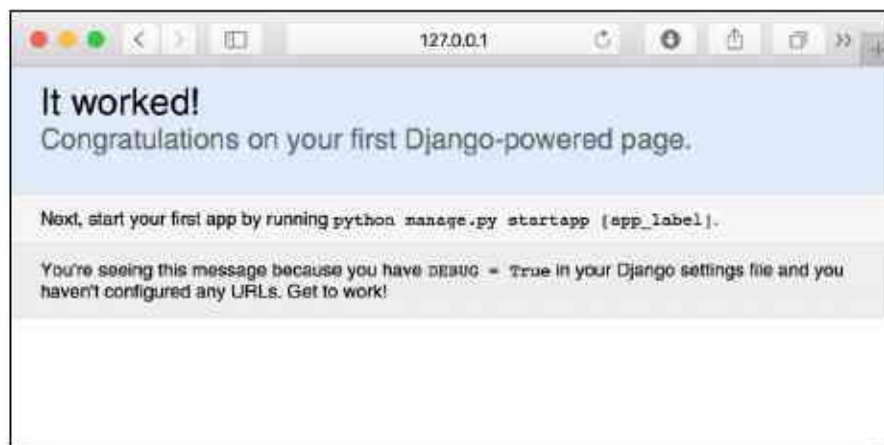 127.0.0.1
It worked!
Congratulations on your first Django-powered page.
Next, start your first app by running python manage.py startapp [app_label].
You're seeing this message because you have DEBUG = True in your Django settings file and you
haven't configured any URLs. Get to work!